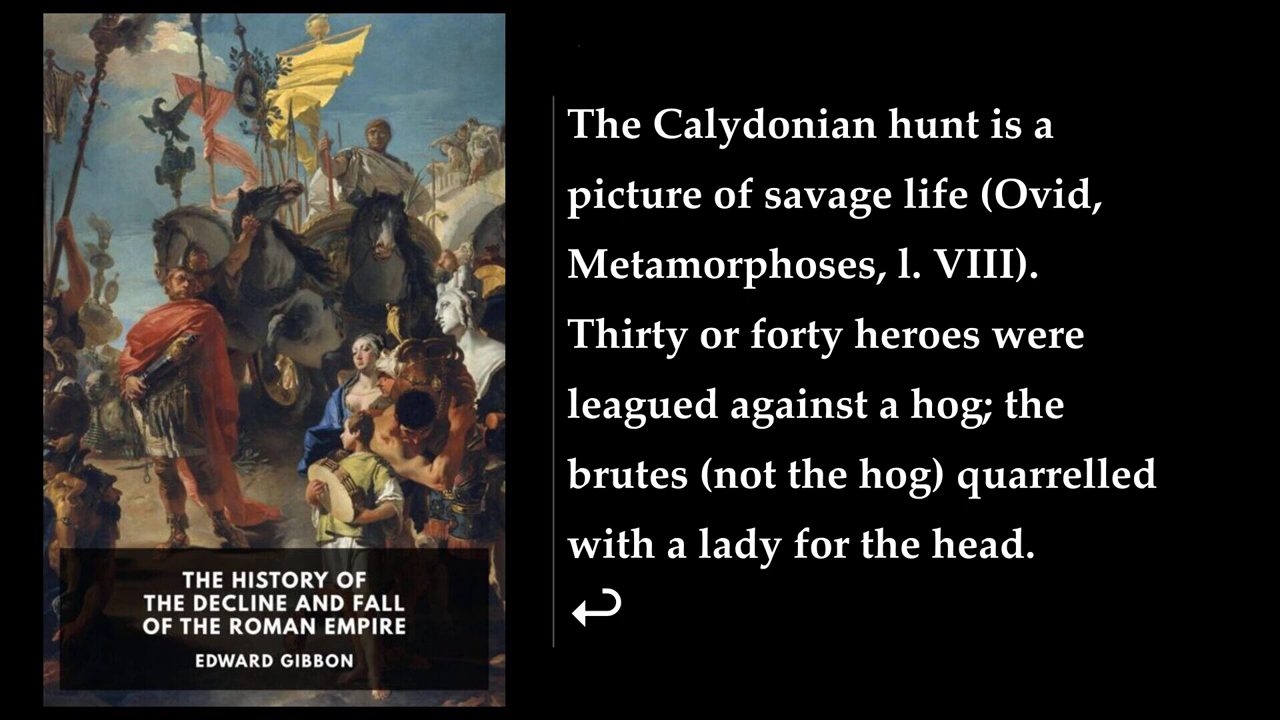 The Calydonian hunt is a
picture of savage life (Ovid,
Metamorphoses, l. VIII).
Thirty or forty heroes were
leagued against a hog; the
brutes (not the hog) quarrelled
with a lady for the head.
↩
THE HISTORY OF
THE DECLINE AND FALL
OF THE ROMAN EMPIRE
EDWARD GIBBON